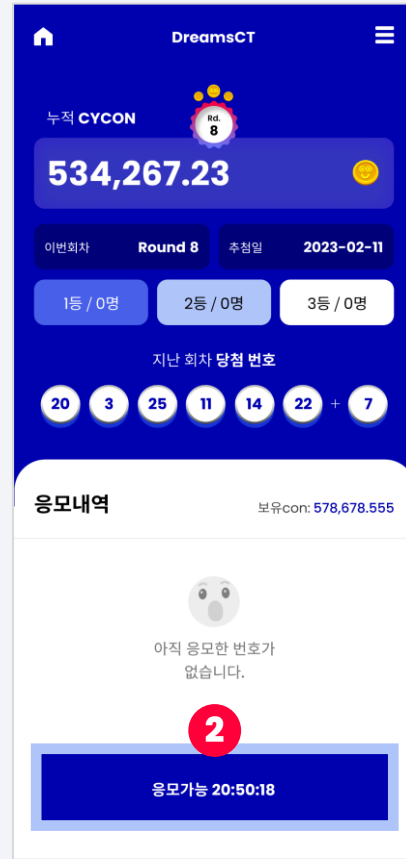 DreamsCT
누적 CYCON
Rd.
8
534,267.23
이번회차 Round 8 추첨일 2023-02-11
1등 / 0명 2등 / 0명 3등 / 0명
지난 회차 당첨 번호
20 3 25 11 14 22 + 7
응모내역 보유con: 578,678.555
아직 응모한 번호가
없습니다.
2
응모가능 20:50:18